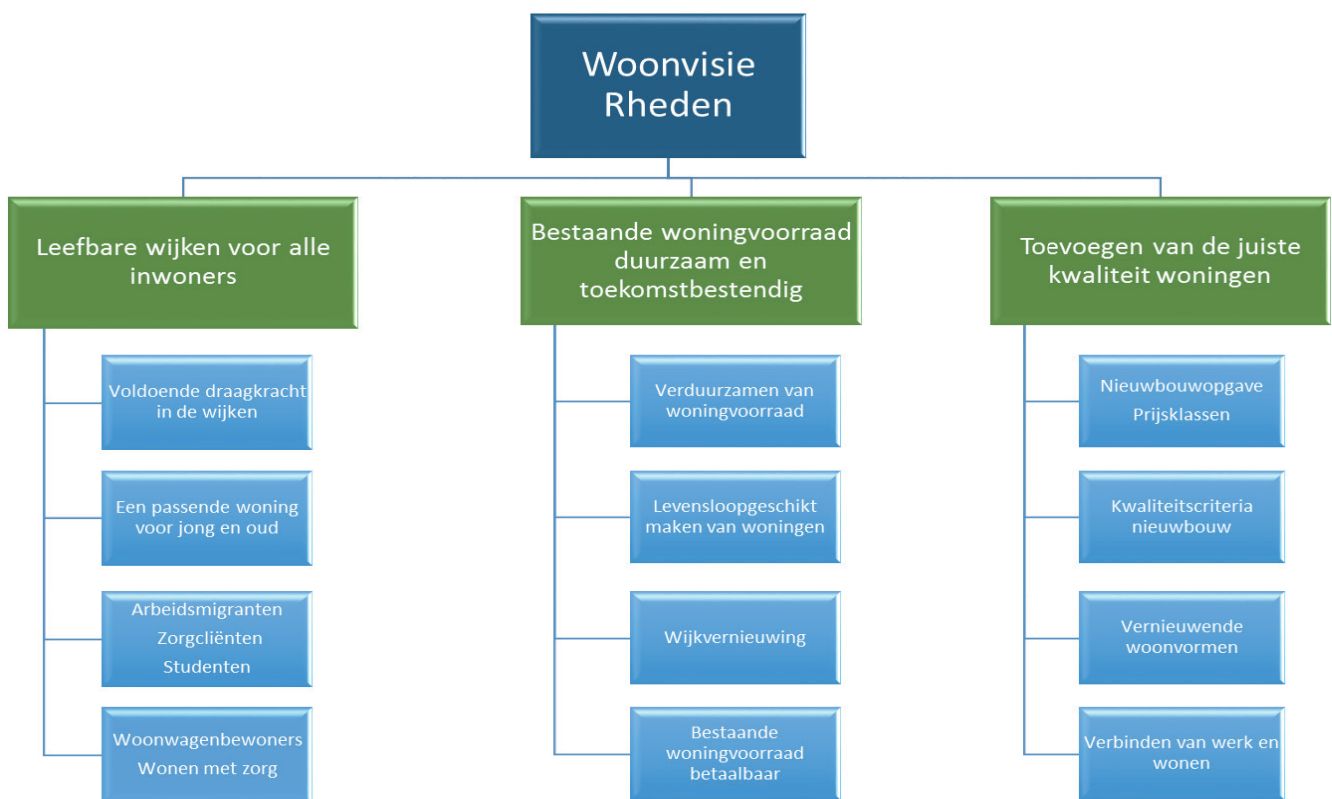 Woonvisie
Rheden
Leefbare wijken voor alle
inwoners
Voldoende draagkracht
in de wijken
Een passende woning
voor jong en oud
Arbeidsmigranten
Zorgcliënten
Studenten
Woonwagenbewoners
Wonen met zorg
Bestaande woningvoorraad
duurzaam en
toekomstbestendig
Verduurzamen van
woningvoorraad
Levensloopgeschikt
maken van woningen
Wijkvernieuwing
Bestaande
woningvoorraad
betaalbaar
Toevoegen van de juiste
kwaliteit woningen
Nieuwbouwopgave
Prijsklassen
Kwaliteitscriteria
nieuwbouw
Vernieuwende
woonvormen
Verbinden van werk en
wonen